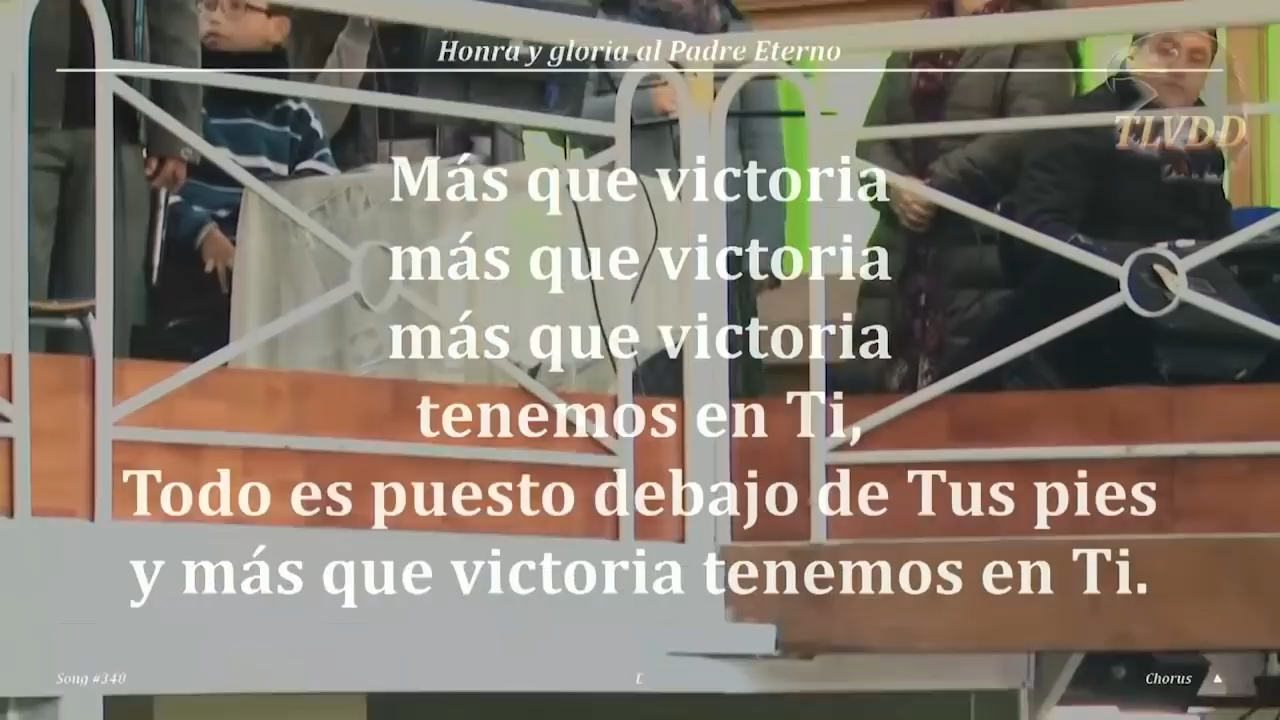 Honra y gloria al Padre Eterno
TLVDD
Más que victoria
más que victoria
más que victoria
tenemos en Ti,
Todo es puesto debajo de Tus pies
y más que victoria tenemos en Ti.
Song #340
E
Chorus ▲